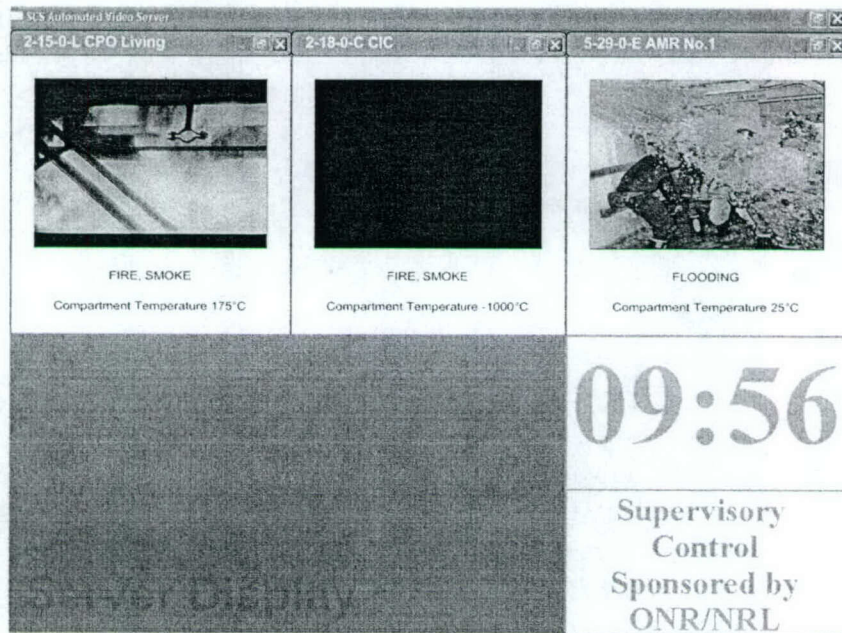 SCS Automated Video Server
2-15-0-L CPO Living
2-18-0-C CIC
5-29-0-E AMR No.1
FIRE, SMOKE
FIRE, SMOKE
FLOODING
Compartment Temperature 175°C
Compartment Temperature -1000°C
Compartment Temperature 25°C
09:56
Supervisory
Control
Sponsored by
ONR/NRL
Server Display